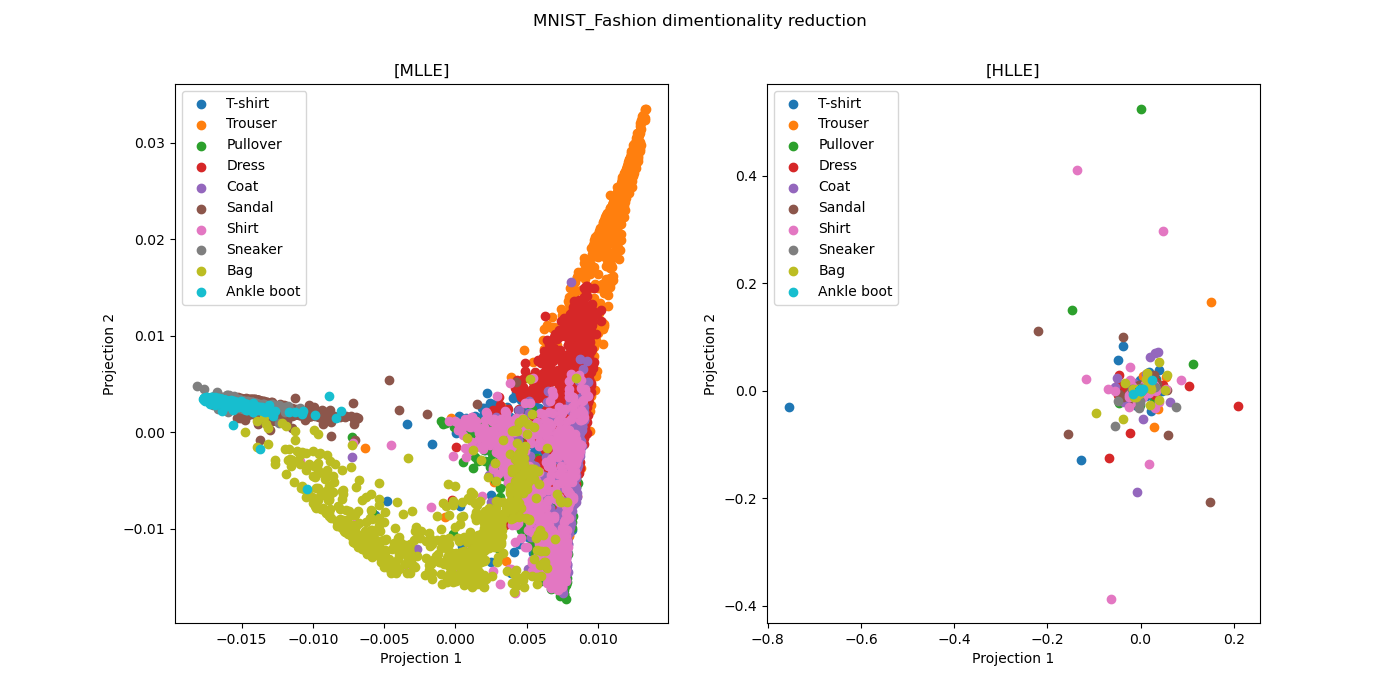 MNIST_Fashion dimentionality reduction
[MLLE]
T-shirt
Trouser
Pullover
Dress
Coat
Sandal
Shirt
Sneaker
Bag
Ankle boot
0.03
0.02
0.01
0.00
−0.01
Projection 2
−0.015
−0.010
−0.005
0.000
0.005
0.010
Projection 1
[HLLE]
T-shirt
Trouser
Pullover
Dress
Coat
Sandal
Shirt
Sneaker
Bag
Ankle boot
0.4
0.2
0.0
−0.2
−0.4
Projection 2
−0.8
−0.6
−0.4
−0.2
0.0
0.2
Projection 1